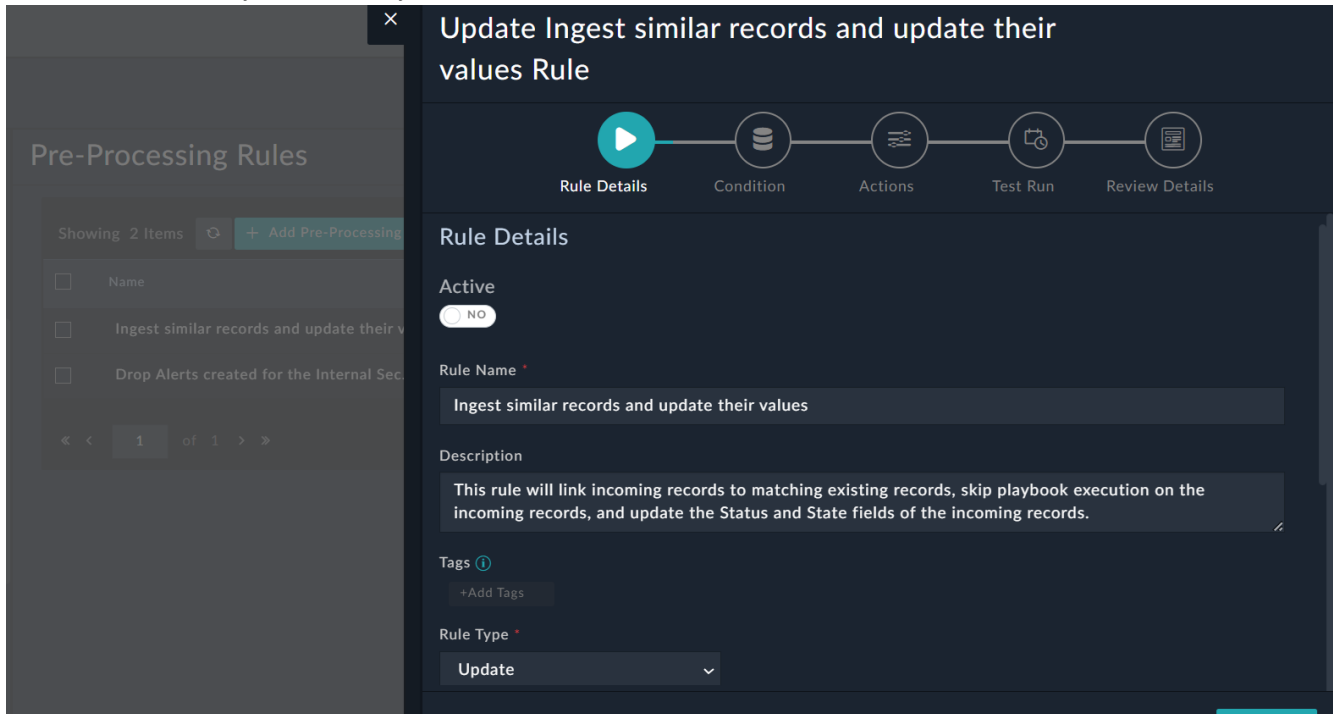 ×
Update Ingest similar records and update their
values Rule
Rule Details
Condition
Actions
Test Run
Review Details
Pre-Processing Rules
Showing 2 Items
+ Add Pre-Processing
Name
Ingest similar records and update their v
Drop Alerts created for the Internal Sec.
« < 1 of 1 > »
Rule Details
Active
NO
Rule Name *
Ingest similar records and update their values
Description
This rule will link incoming records to matching existing records, skip playbook execution on the
incoming records, and update the Status and State fields of the incoming records.
Tags
+Add Tags
Rule Type *
Update